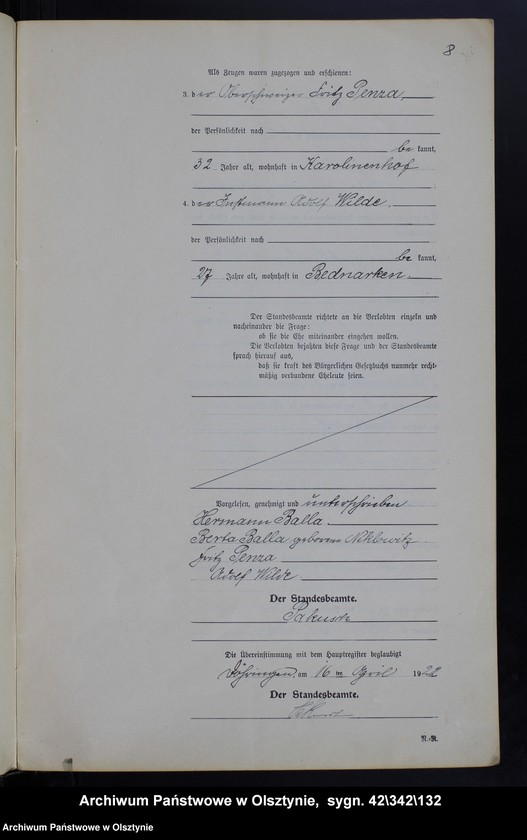 8
Als Zeugen waren zugezogen und erschienen:
3. der Oberschweizer Fritz Penza
der Persönlichkeit nach
bekannt,
32 Jahre alt, wohnhaft in Karolinenhof
4. der Instmann Adolf Wilde
der Persönlichkeit nach
bekannt,
27 Jahre alt, wohnhaft in Bednarken
Der Standesbeamte richtete an die Verlobten einzeln und
nacheinander die Frage:
ob sie die Ehe miteinander eingehen wollen.
Die Verlobten bejahten diese Frage und der Standesbeamte
sprach hierauf aus,
daß sie kraft des Bürgerlichen Gesetzbuchs nunmehr recht-
mäßig verbundene Eheleute seien.
Vorgelesen, genehmigt und unterschrieben
Hermann Balla
Berta Balla geborene
Fritz Penza
Adolf Wilde
Der Standesbeamte.
Die Übereinstimmung mit dem Hauptregister beglaubigt
Döhringen, am 16 ten April 1922
Der Standesbeamte.
N.-R.
Archiwum Państwowe w Olsztynie, sygn. 42\342\132
Archiwum Państwowe w Olsztynie